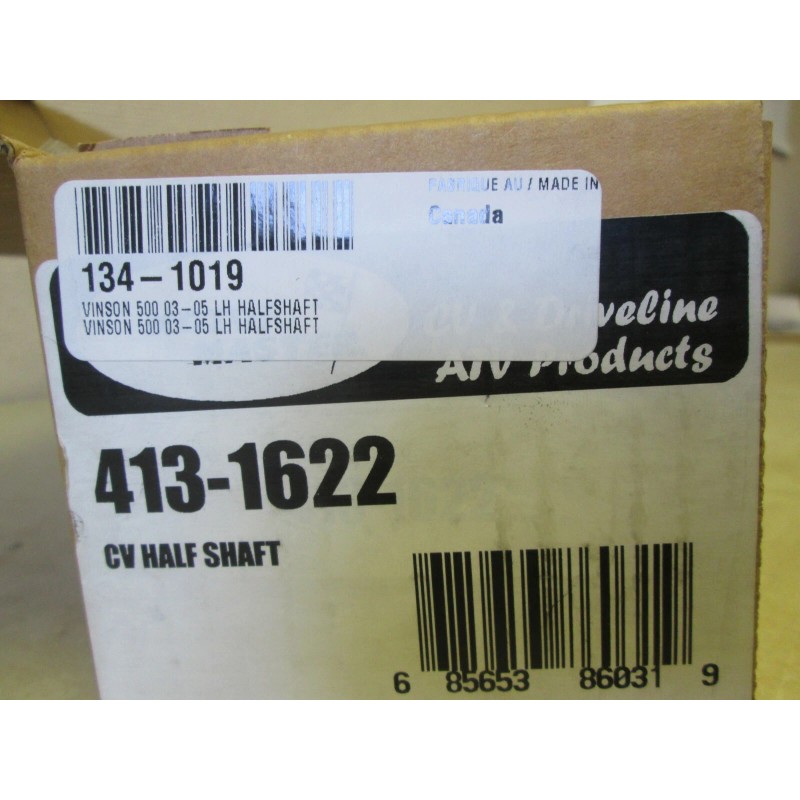 FABRIQUE AU / MADE IN
Canada
134-1019
VINSON 500 03-05 LH HALFSHAFT
VINSON 500 03-05 LH HALFSHAFT
Driveline
ATV Products
413-1622
CV HALF SHAFT
6 85653 86031 9